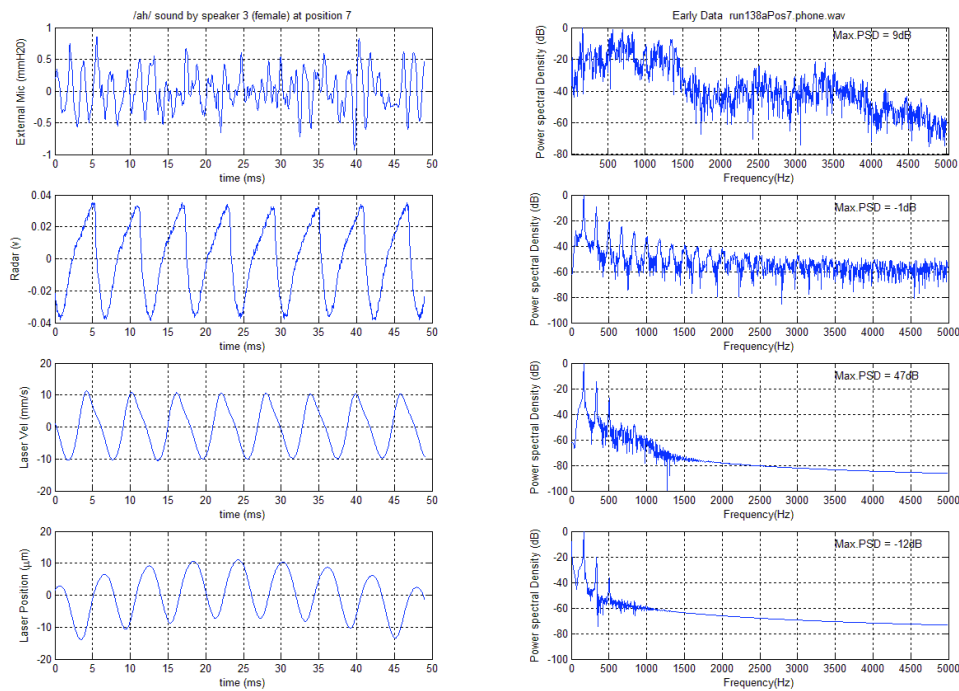 /ah/ sound by speaker 3 (female) at position 7
1
0.5
0
-0.5
-1
External Mic (mmH20)
0 5 10 15 20 25 30 35 40 45 50
time (ms)
Early Data run138aPos7.phone.wav
Max.PSD = 9dB
0
-20
-40
-60
-80
Power spectral Density (dB)
500 1000 1500 2000 2500 3000 3500 4000 4500 5000
Frequency(Hz)
0.04
0.02
0
-0.02
-0.04
Radar (v)
0 5 10 15 20 25 30 35 40 45 50
time (ms)
Max.PSD = -1dB
0
-20
-40
-60
-80
-100
Power spectral Density (dB)
0 500 1000 1500 2000 2500 3000 3500 4000 4500 5000
Frequency(Hz)
20
10
0
-10
-20
Laser Vel (mm/s)
0 5 10 15 20 25 30 35 40 45 50
time (ms)
Max.PSD = 47dB
0
-20
-40
-60
-80
-100
Power spectral Density (dB)
0 500 1000 1500 2000 2500 3000 3500 4000 4500 5000
Frequency(Hz)
20
10
0
-10
-20
Laser Position (μm)
0 5 10 15 20 25 30 35 40 45 50
time (ms)
Max.PSD = -12dB
0
-20
-40
-60
-80
-100
Power spectral Density (dB)
0 500 1000 1500 2000 2500 3000 3500 4000 4500 5000
Frequency(Hz)